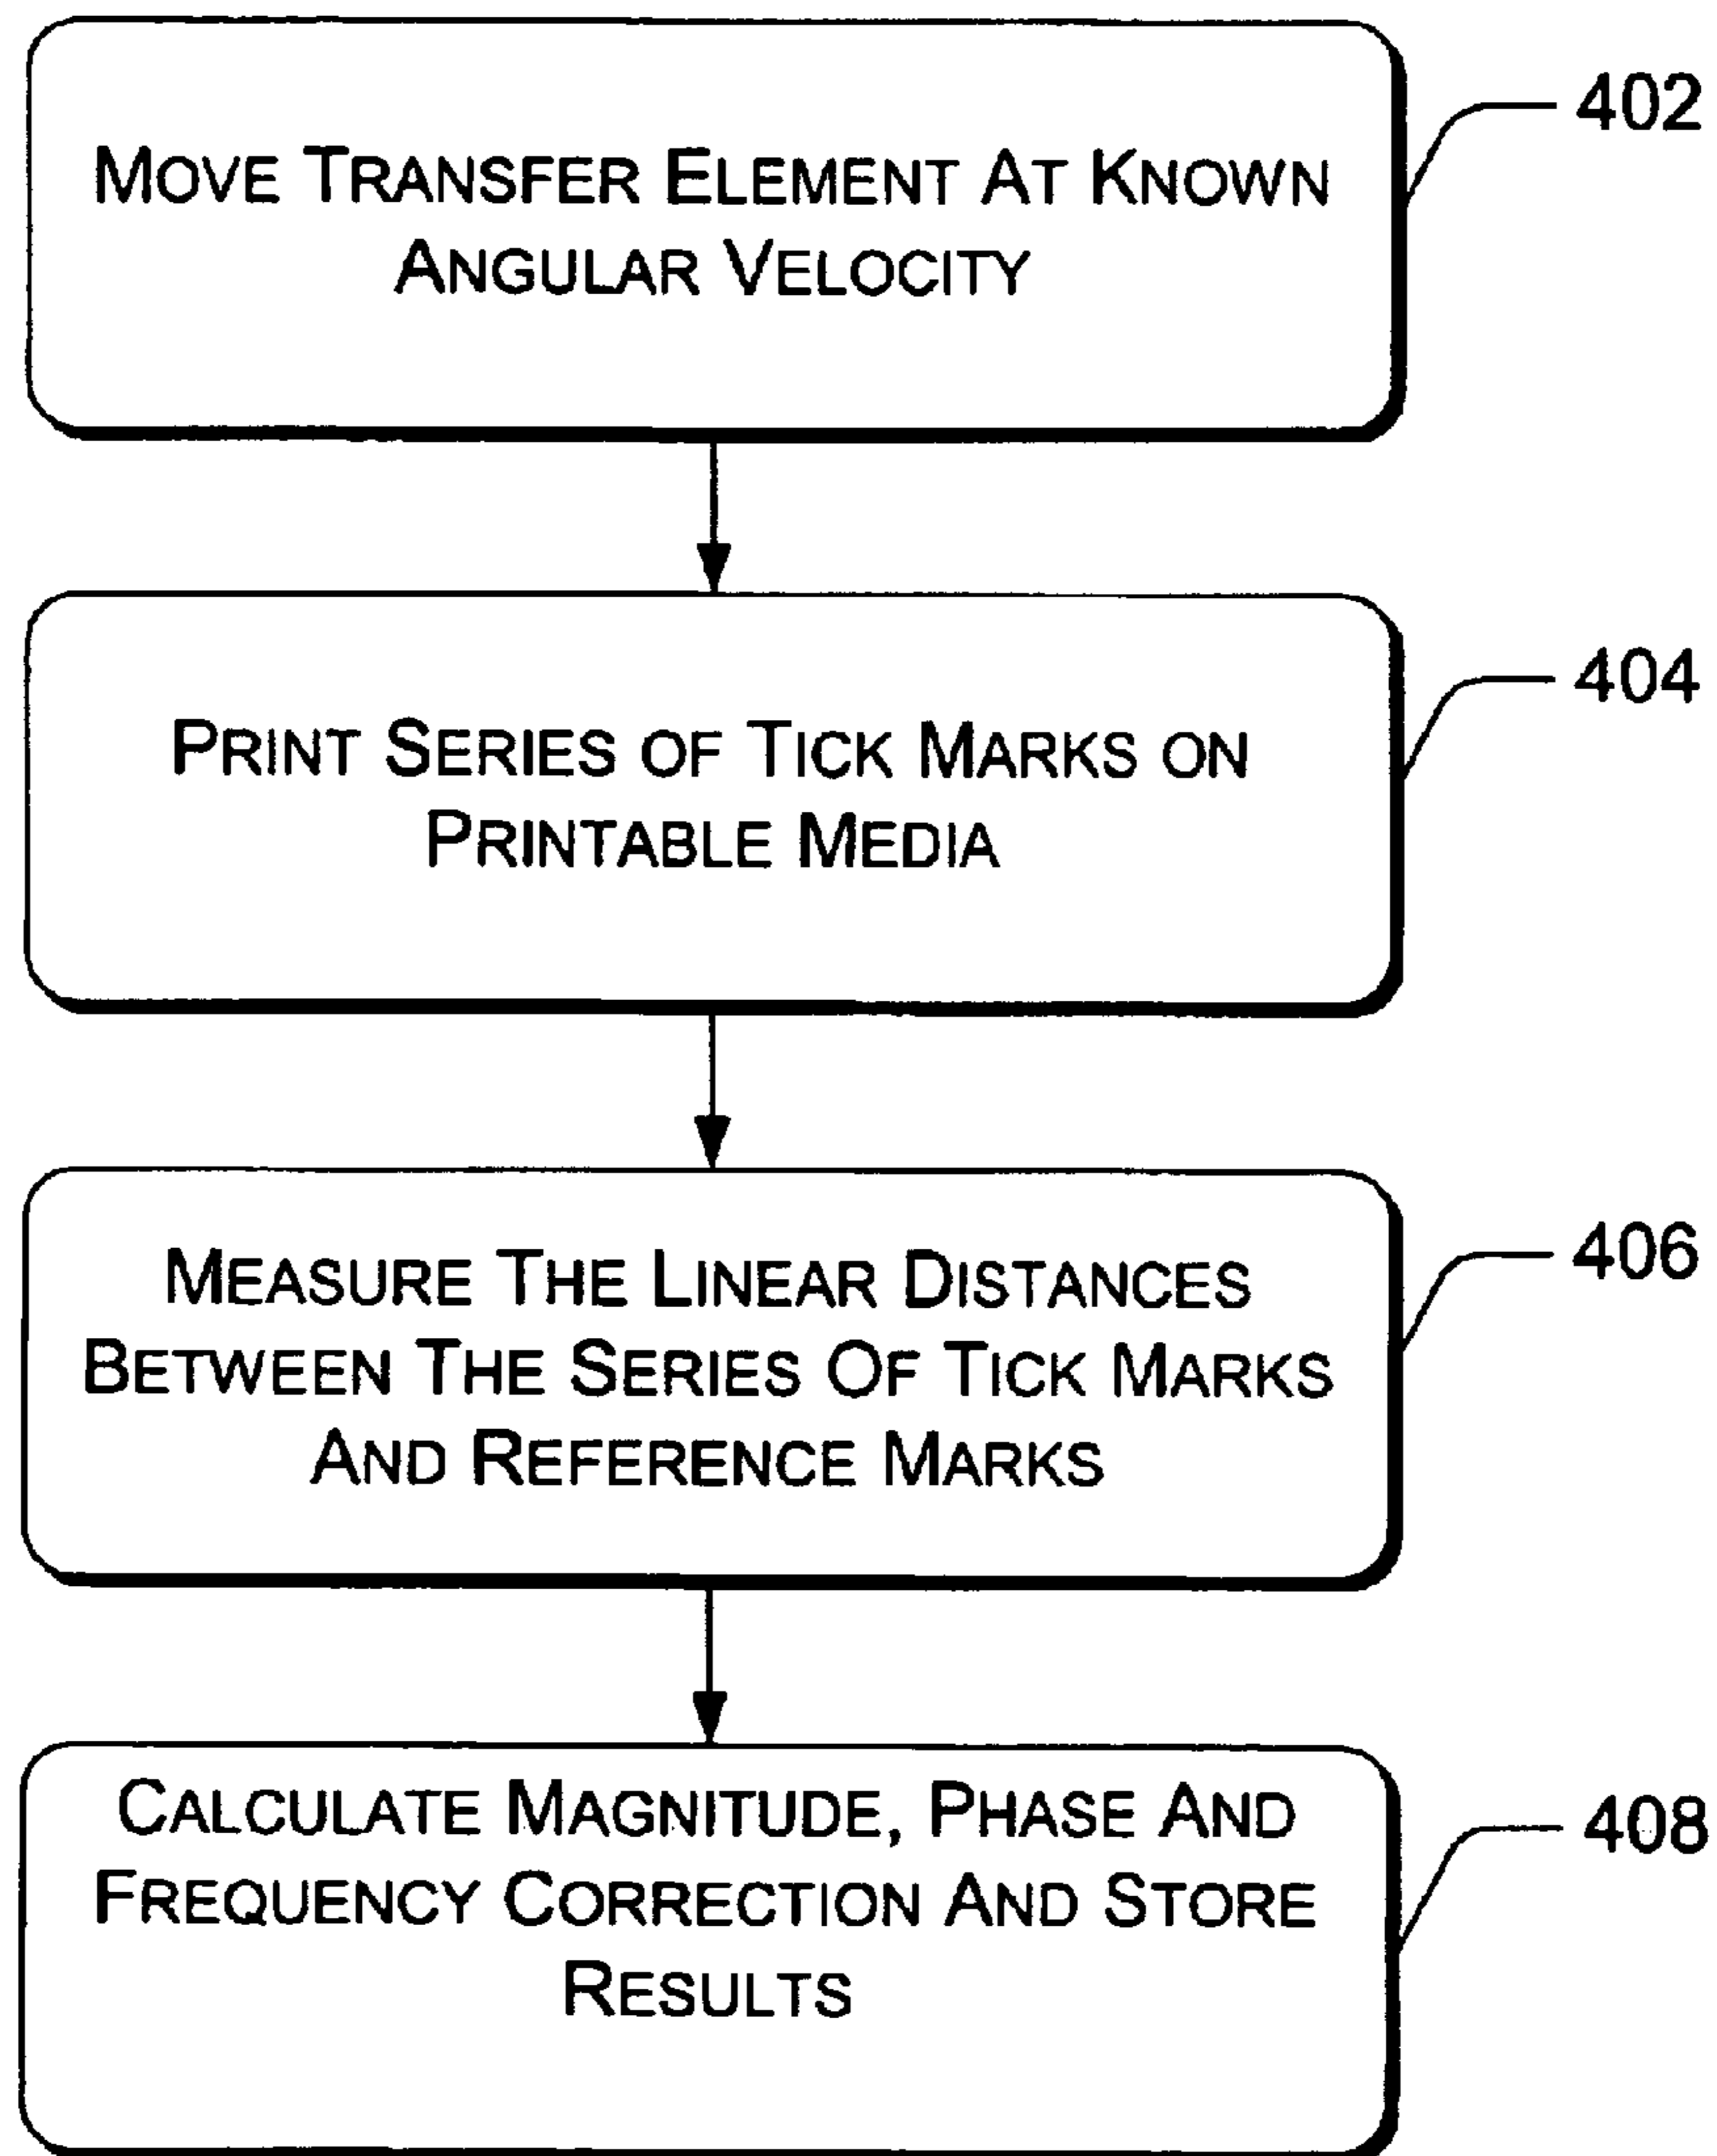 MOVE TRANSFER ELEMENT AT KNOWN
ANGULAR VELOCITY
402
PRINT SERIES OF TICK MARKS ON
PRINTABLE MEDIA
404
MEASURE THE LINEAR DISTANCES
BETWEEN THE SERIES OF TICK MARKS
AND REFERENCE MARKS
406
CALCULATE MAGNITUDE, PHASE AND
FREQUENCY CORRECTION AND STORE
RESULTS
408